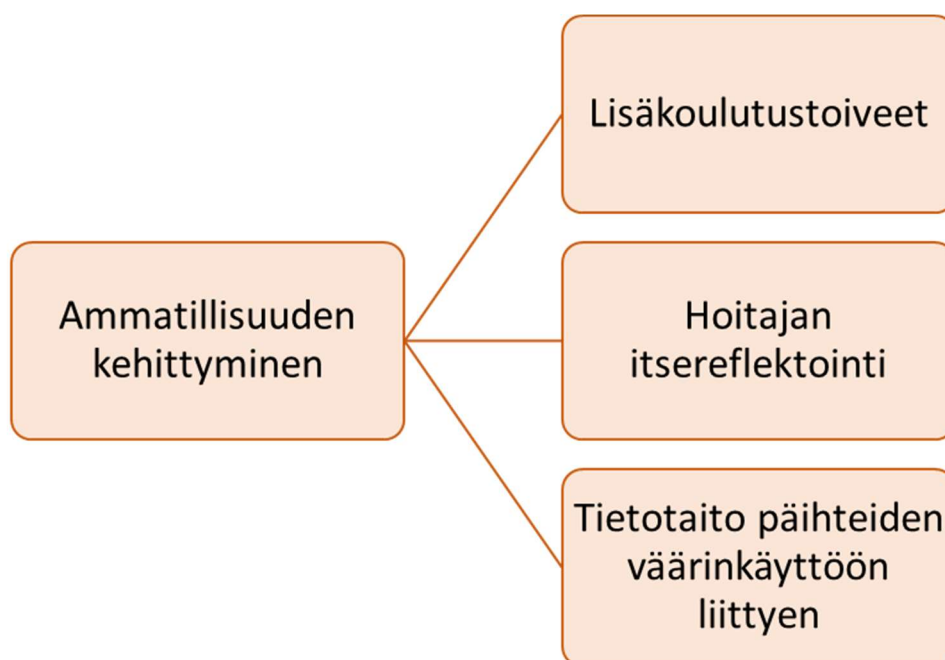 Lisäkoulutustoiveet
Ammatillisuuden
kehittyminen
Hoitajan
itsereflektointi
Tietotaito päihteiden
väärinkäyttöön
liittyen